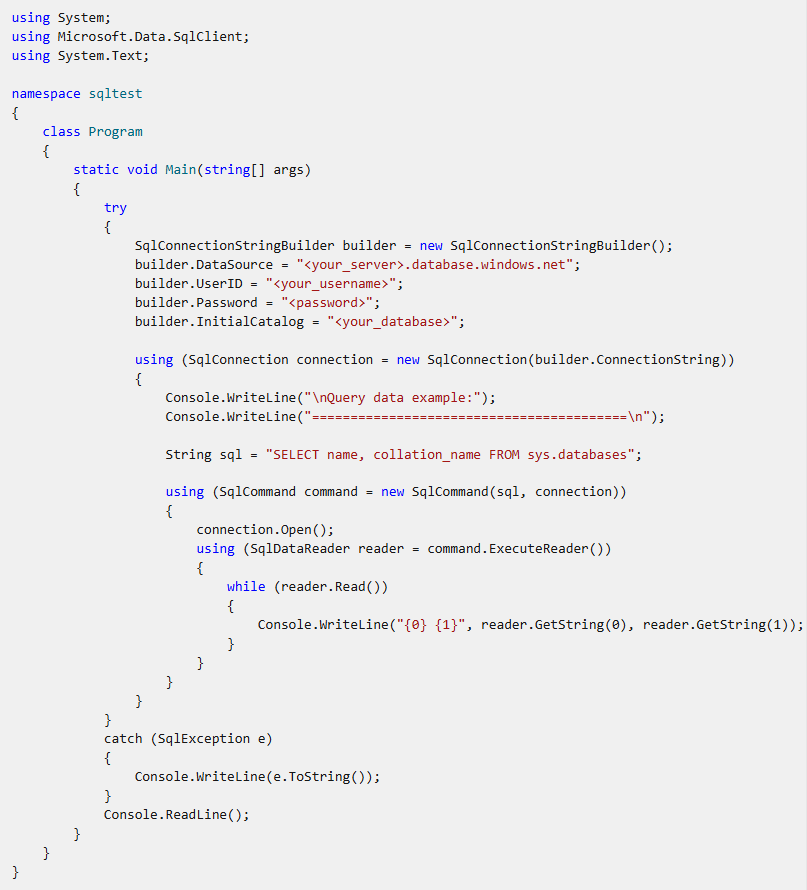 using System;
using Microsoft.Data.SqlClient;
using System.Text;

namespace sqltest
{
    class Program
    {
        static void Main(string[] args)
        {
            try
            {
                SqlConnectionStringBuilder builder = new SqlConnectionStringBuilder();
                builder.DataSource = "<your_server>.database.windows.net";
                builder.UserID = "<your_username>";
                builder.Password = "<password>";
                builder.InitialCatalog = "<your_database>";

                using (SqlConnection connection = new SqlConnection(builder.ConnectionString))
                {
                    Console.WriteLine("\nQuery data example:");
                    Console.WriteLine("=========================================\n");

                    String sql = "SELECT name, collation_name FROM sys.databases";

                    using (SqlCommand command = new SqlCommand(sql, connection))
                    {
                        connection.Open();
                        using (SqlDataReader reader = command.ExecuteReader())
                        {
                            while (reader.Read())
                            {
                                Console.WriteLine("{0} {1}", reader.GetString(0), reader.GetString(1));
                            }
                        }
                    }
                }
            }
            catch (SqlException e)
            {
                Console.WriteLine(e.ToString());
            }
            Console.ReadLine();
        }
    }
}